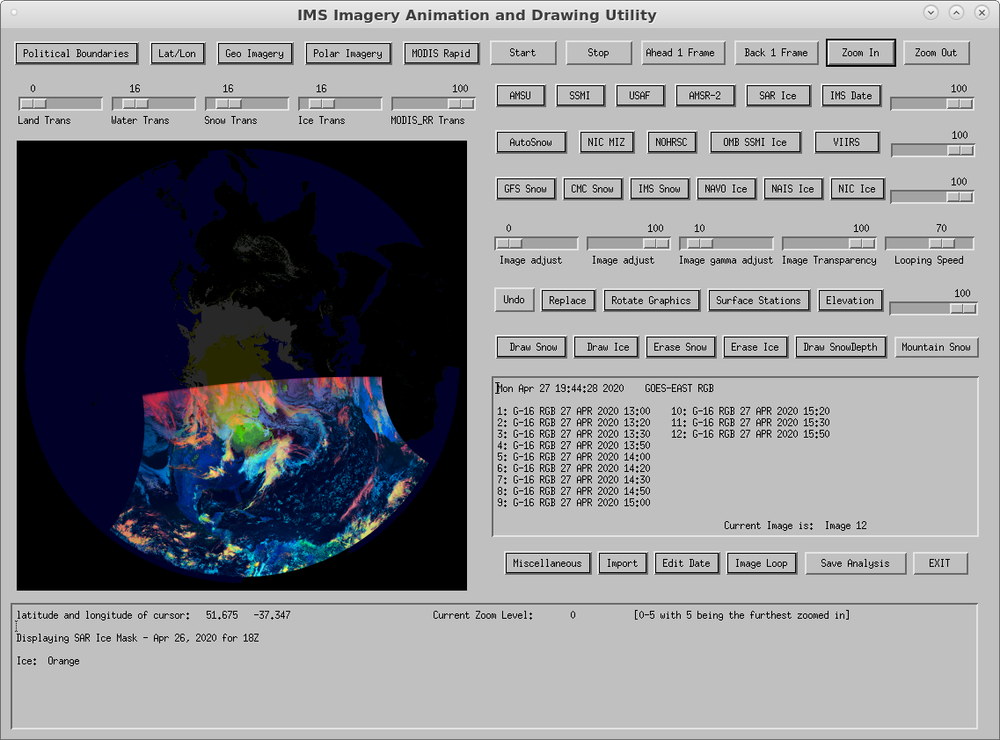 IMS Imagery Animation and Drawing Utility
Political Boundaries Lat/Lon Geo Imagery Polar Imagery MODIS Rapid Start Stop Ahead 1 Frame Back 1 Frame Zoom In Zoom Out
0 16 16 16 100
Land Trans Water Trans Snow Trans Ice Trans MODIS_RR Trans
100
AMSU SSMI USAF AMSR-2 SAR Ice IMS Date
100
AutoSnow NIC MIZ NOHRSC OMB SSMI Ice VIIRS
100
GFS Snow CMC Snow IMS Snow NAVO Ice NAIS Ice NIC Ice
0 100 10 100 70
Image adjust Image adjust Image gamma adjust Image Transparency Looping Speed
100
Undo Replace Rotate Graphics Surface Stations Elevation
Draw Snow Draw Ice Erase Snow Erase Ice Draw SnowDepth Mountain Snow
Mon Apr 27 19:44:28 2020 GOES-EAST RGB
1: G-16 RGB 27 APR 2020 13:00 10: G-16 RGB 27 APR 2020 15:20
2: G-16 RGB 27 APR 2020 13:20 11: G-16 RGB 27 APR 2020 15:30
3: G-16 RGB 27 APR 2020 13:30 12: G-16 RGB 27 APR 2020 15:50
4: G-16 RGB 27 APR 2020 13:50
5: G-16 RGB 27 APR 2020 14:00
6: G-16 RGB 27 APR 2020 14:20
7: G-16 RGB 27 APR 2020 14:30
8: G-16 RGB 27 APR 2020 14:50
9: G-16 RGB 27 APR 2020 15:00
Current Image is: Image 12
Miscellaneous Import Edit Date Image Loop Save Analysis EXIT
latitude and longitude of cursor: 51.675 -37.347 Current Zoom Level: 0 [0-5 with 5 being the furthest zoomed in]
Displaying SAR Ice Mask - Apr 26, 2020 for 18Z
Ice: Orange